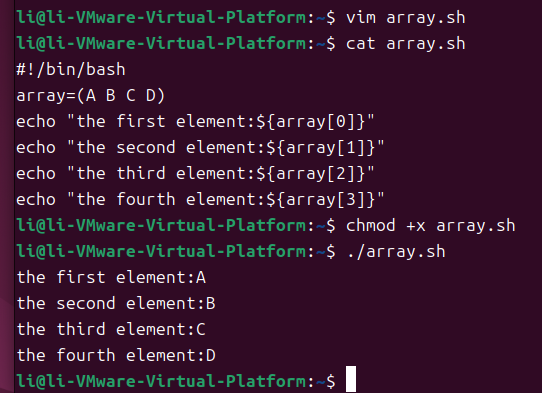 li@li-VMware-Virtual-Platform:~$ vim array.sh
li@li-VMware-Virtual-Platform:~$ cat array.sh
#!/bin/bash
array=(A B C D)
echo "the first element:${array[0]}"
echo "the second element:${array[1]}"
echo "the third element:${array[2]}"
echo "the fourth element:${array[3]}"
li@li-VMware-Virtual-Platform:~$ chmod +x array.sh
li@li-VMware-Virtual-Platform:~$ ./array.sh
the first element:A
the second element:B
the third element:C
the fourth element:D
li@li-VMware-Virtual-Platform:~$